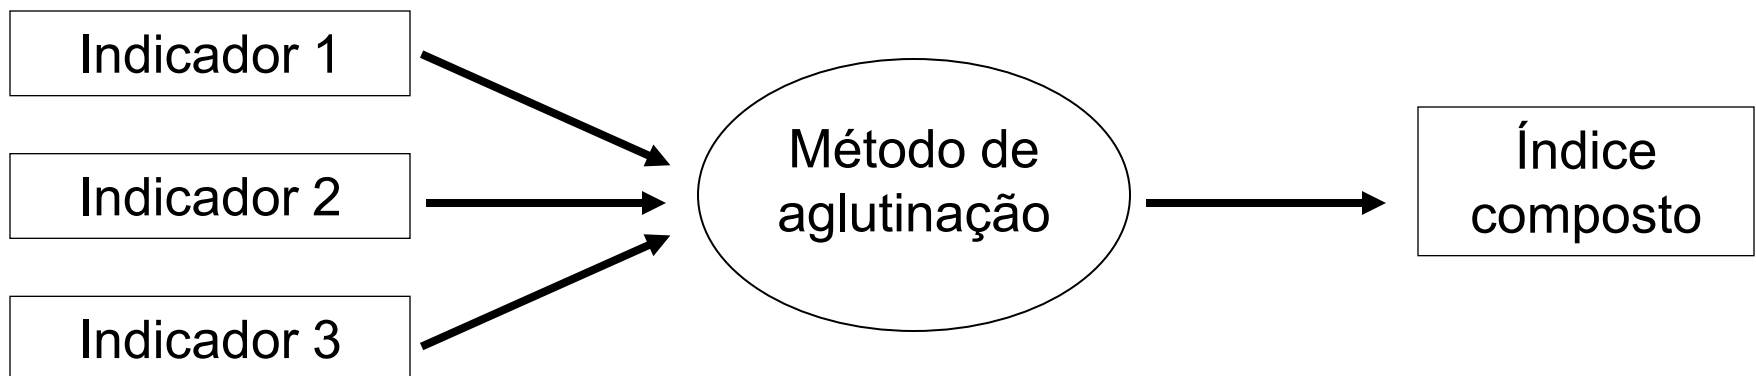 Indicador 1
Indicador 2
Indicador 3
Método de
aglutinação
Índice
composto